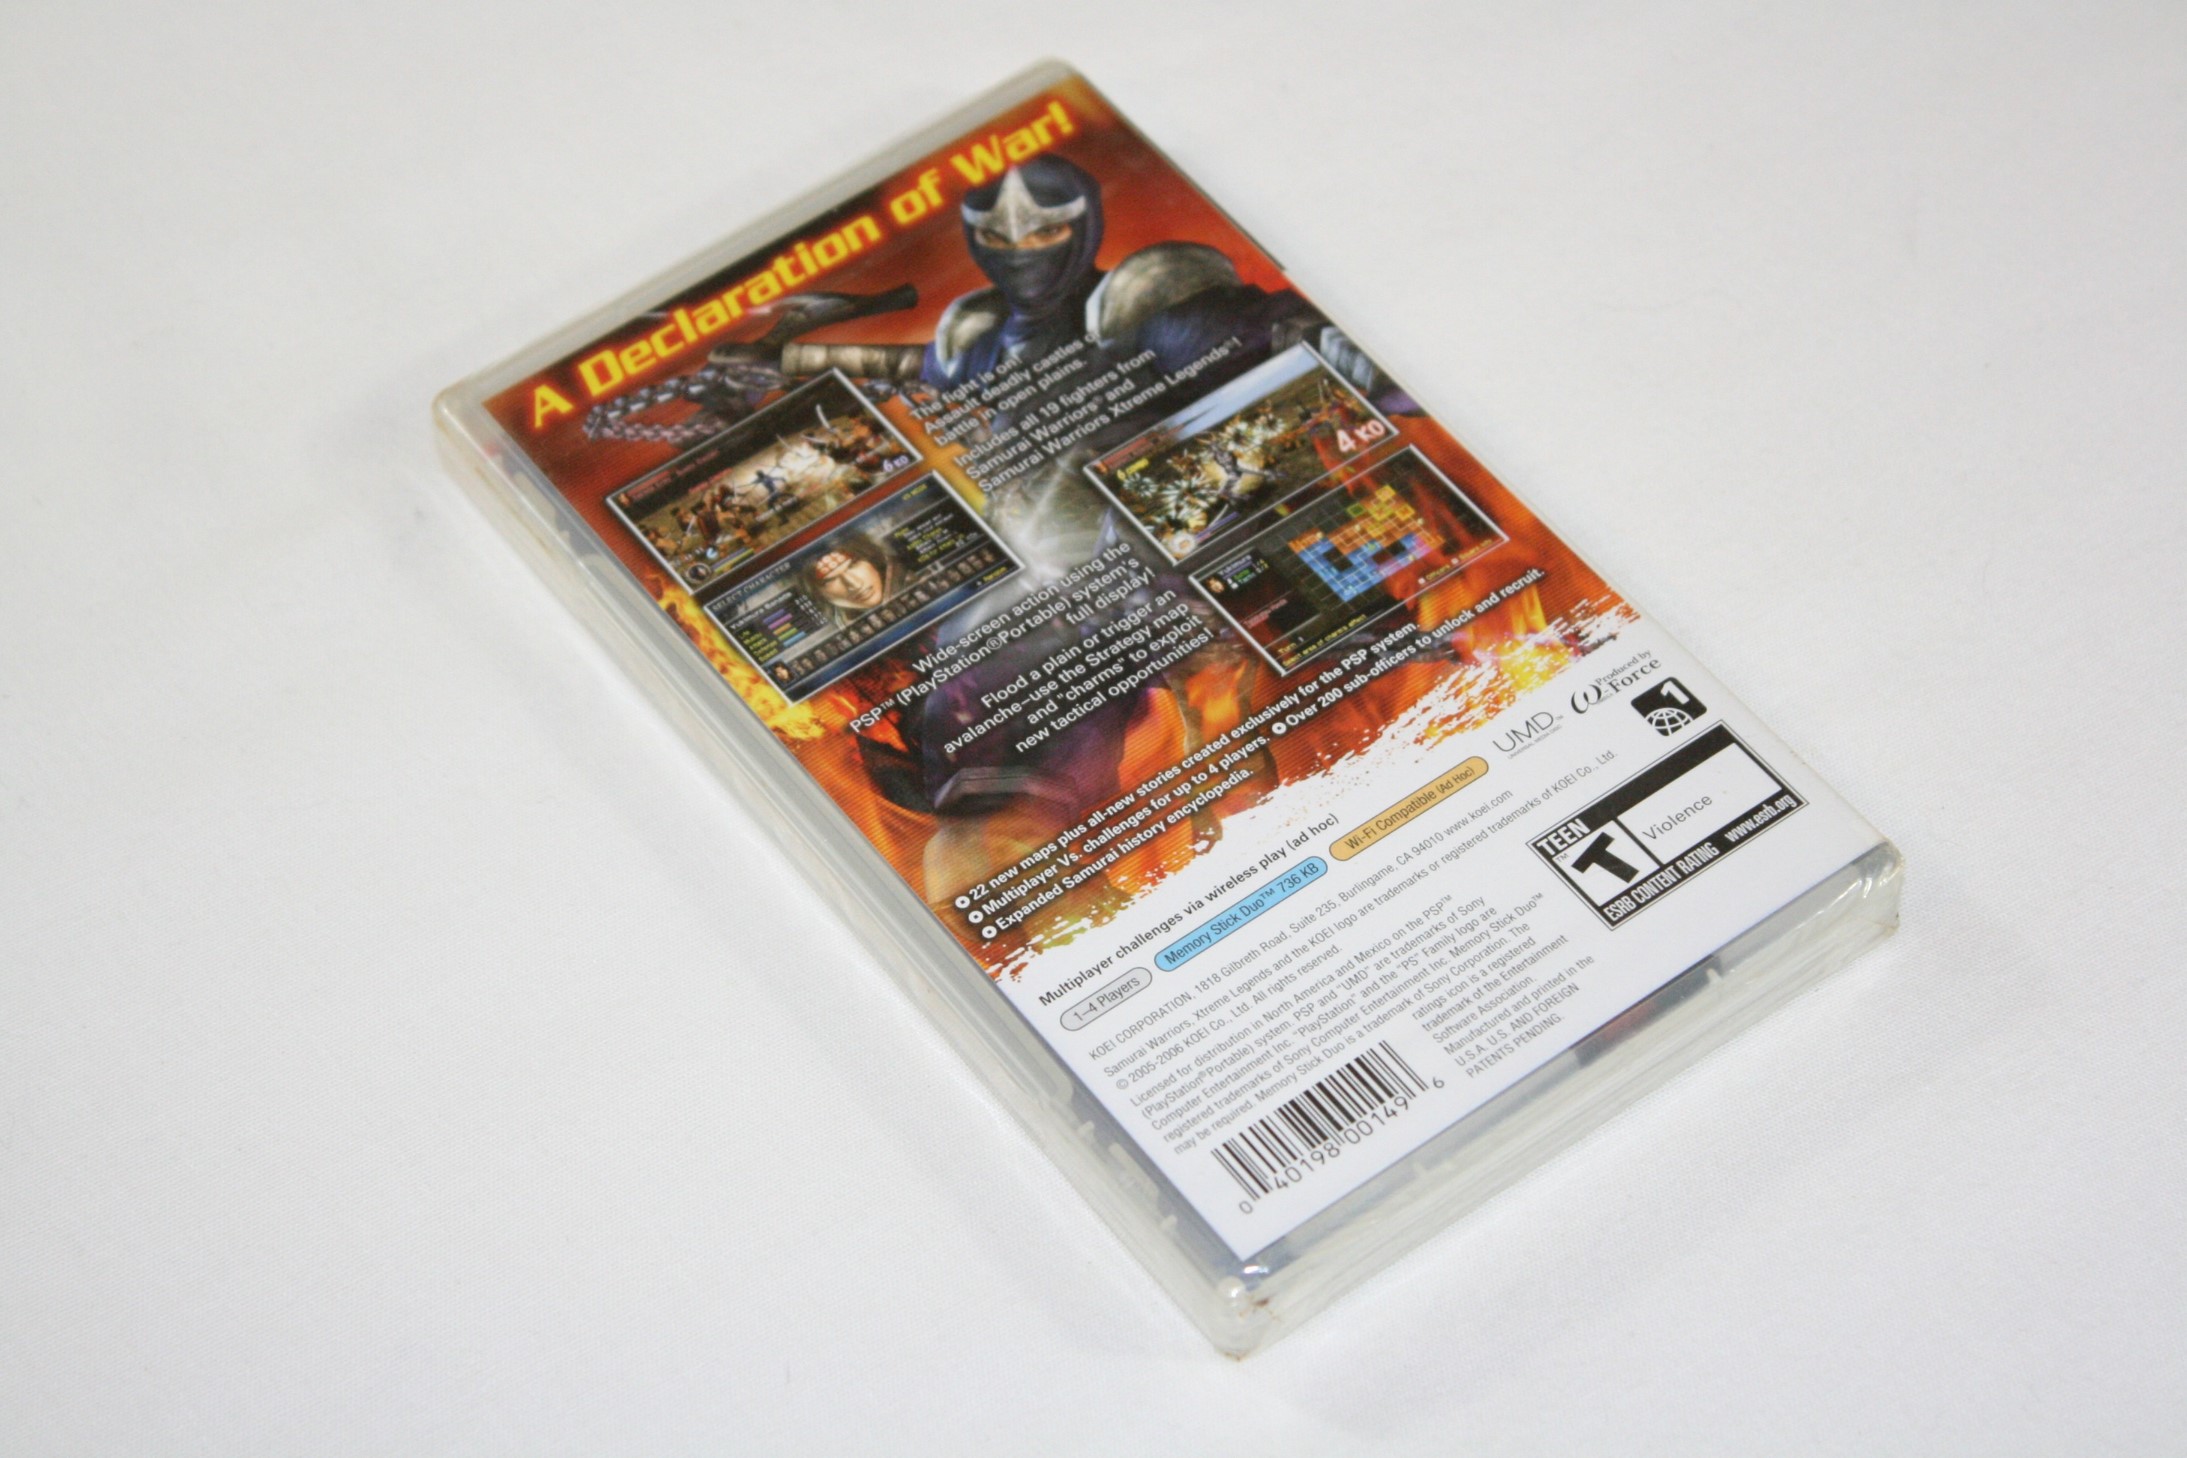 A Declaration of War!
The fight is on!
Assault deadly castles or
battle in open plains.
Includes all 19 fighters from
Samurai Warriors® and
Samurai Warriors Xtreme Legends®!
6 KO
4 KO
SELECT CHARACTER
Wide-screen action using the
PSP™ (PlayStation®Portable) system's
full display!
Flood a plain or trigger an
avalanche–use the Strategy map
and "charms" to exploit
new tactical opportunities!
22 new maps plus all-new stories created exclusively for the PSP system.
Multiplayer Vs. challenges for up to 4 players. Over 200 sub-officers to unlock and recruit.
Expanded Samurai history encyclopedia.
Produced by
ω-Force
1
UMD™
Multiplayer challenges via wireless play (ad hoc)
1–4 Players
Memory Stick Duo™ 736 KB
Wi-Fi Compatible (Ad Hoc)
KOEI CORPORATION, 1818 Gilbreth Road, Suite 235, Burlingame, CA 94010 www.koei.com
Samurai Warriors, Xtreme Legends and the KOEI logo are trademarks or registered trademarks of KOEI Co., Ltd.
© 2005-2006 KOEI Co., Ltd. All rights reserved.
Licensed for distribution in North America and Mexico on the PSP™
(PlayStation®Portable) system. PSP and "UMD" are trademarks of Sony
Computer Entertainment Inc. "PlayStation" and the "PS" Family logo are
registered trademarks of Sony Computer Entertainment Inc. Memory Stick Duo™
may be required. Memory Stick Duo is a trademark of Sony Corporation. The
ratings icon is a registered
trademark of the Entertainment
Software Association.
Manufactured and printed in the
U.S.A. U.S. AND FOREIGN
PATENTS PENDING.
TEEN
T™
Violence
ESRB CONTENT RATING www.esrb.org
0 40198 00149 6